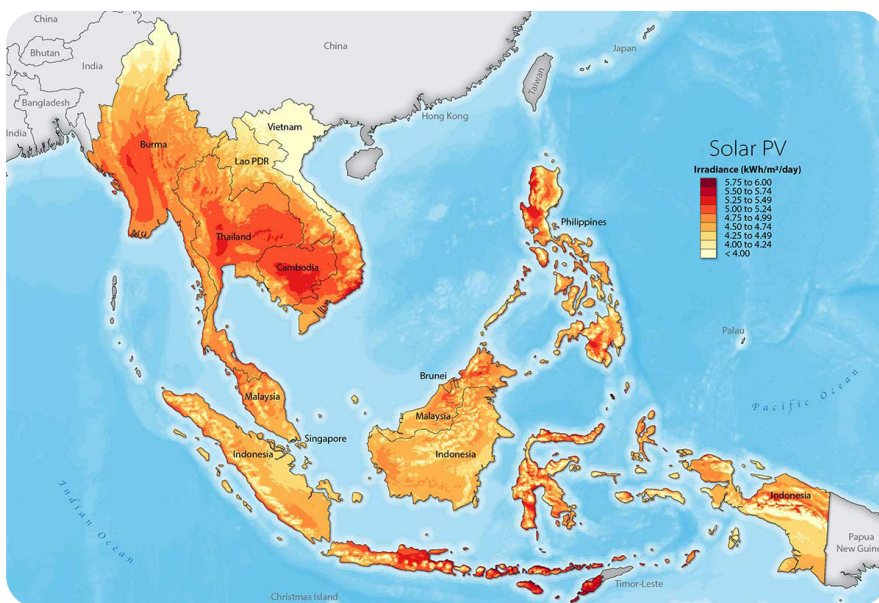 China
Bhutan
India
Bangladesh
India
China
Japan
Taiwan
Hong Kong
Burma
Vietnam
Lao PDR
Thailand
Cambodia
Philippines
Solar PV
Irradiance (kWh/m²/day)
5.75 to 6.00
5.50 to 5.74
5.25 to 5.49
5.00 to 5.24
4.75 to 4.99
4.50 to 4.74
4.25 to 4.49
4.00 to 4.24
< 4.00
Palau
Pacific Ocean
Brunei
Malaysia
Malaysia
Singapore
Indonesia
Indonesia
Indonesia
Indian Ocean
Papua
New Guine
Timor-Leste
Christmas Island